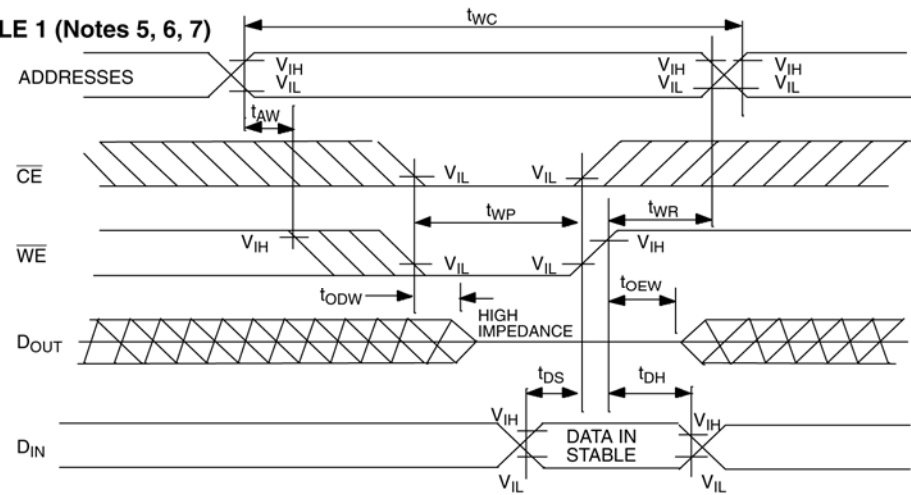 LE 1 (Notes 5, 6, 7)
tWC
ADDRESSES
VIH
VIL
VIH
VIL
VIH
VIL
tAW
CE
VIL
VIL
tWP
tWR
WE
VIH
VIL
VIL
VIH
tODW
tOEW
HIGH
IMPEDANCE
DOUT
tDS
tDH
DIN
VIH
VIL
DATA IN
STABLE
VIH
VIL